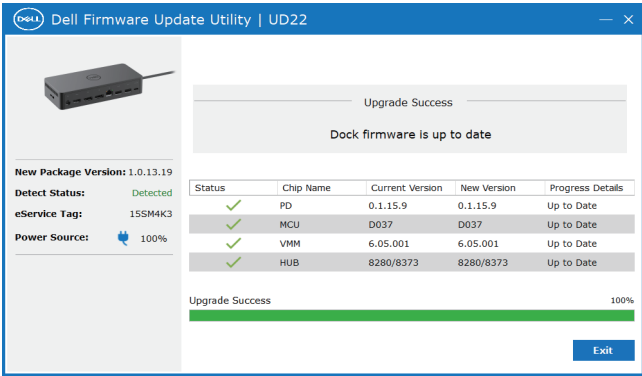 DELL Dell Firmware Update Utility | UD22
Upgrade Success
Dock firmware is up to date
New Package Version: 1.0.13.19
Detect Status: Detected
eService Tag: 15SM4K3
Power Source: 100%
Status Chip Name Current Version New Version Progress Details
PD 0.1.15.9 0.1.15.9 Up to Date
MCU D037 D037 Up to Date
VMM 6.05.001 6.05.001 Up to Date
HUB 8280/8373 8280/8373 Up to Date
Upgrade Success 100%
Exit